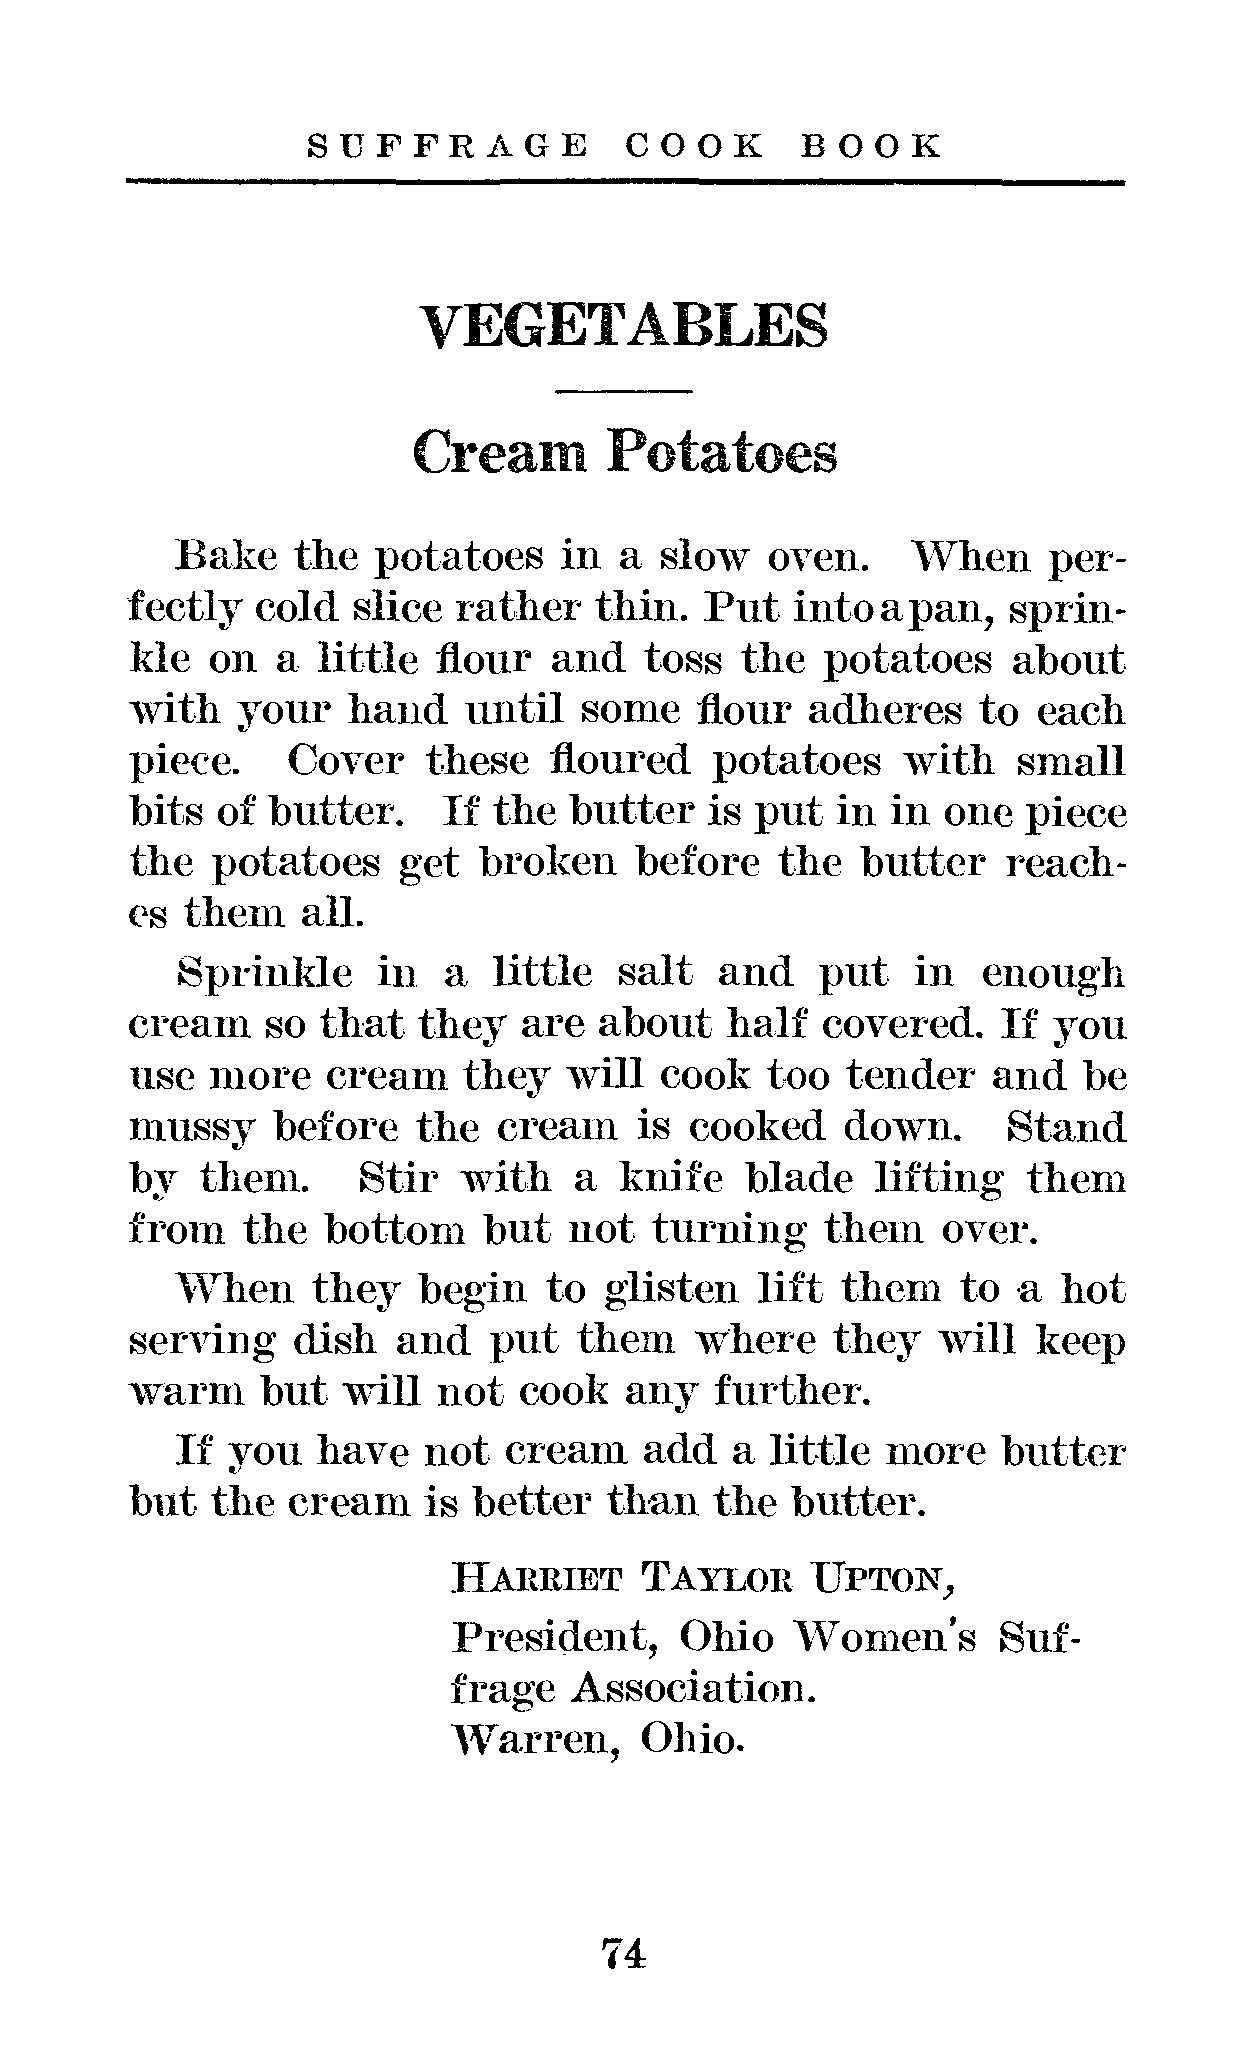 SUFFRAGE COOK BOOK
VEGETABLES
Cream Potatoes
Bake the potatoes in a slow oven. When per-
fectly cold slice rather thin. Put into a pan, sprin-
kle on a little flour and toss the potatoes about
with your hand until some flour adheres to each
piece. Cover these floured potatoes with small
bits of butter. If the butter is put in in one piece
the potatoes get broken before the butter reach-
es them all.
Sprinkle in a little salt and put in enough
cream so that they are about half covered. If you
use more cream they will cook too tender and be
mussy before the cream is cooked down. Stand
by them. Stir with a knife blade lifting them
from the bottom but not turning them over.
When they begin to glisten lift them to a hot
serving dish and put them where they will keep
warm but will not cook any further.
If you have not cream add a little more butter
but the cream is better than the butter.
HARRIET TAYLOR UPTON,
President, Ohio Women's Suf-
frage Association.
Warren, Ohio.
74